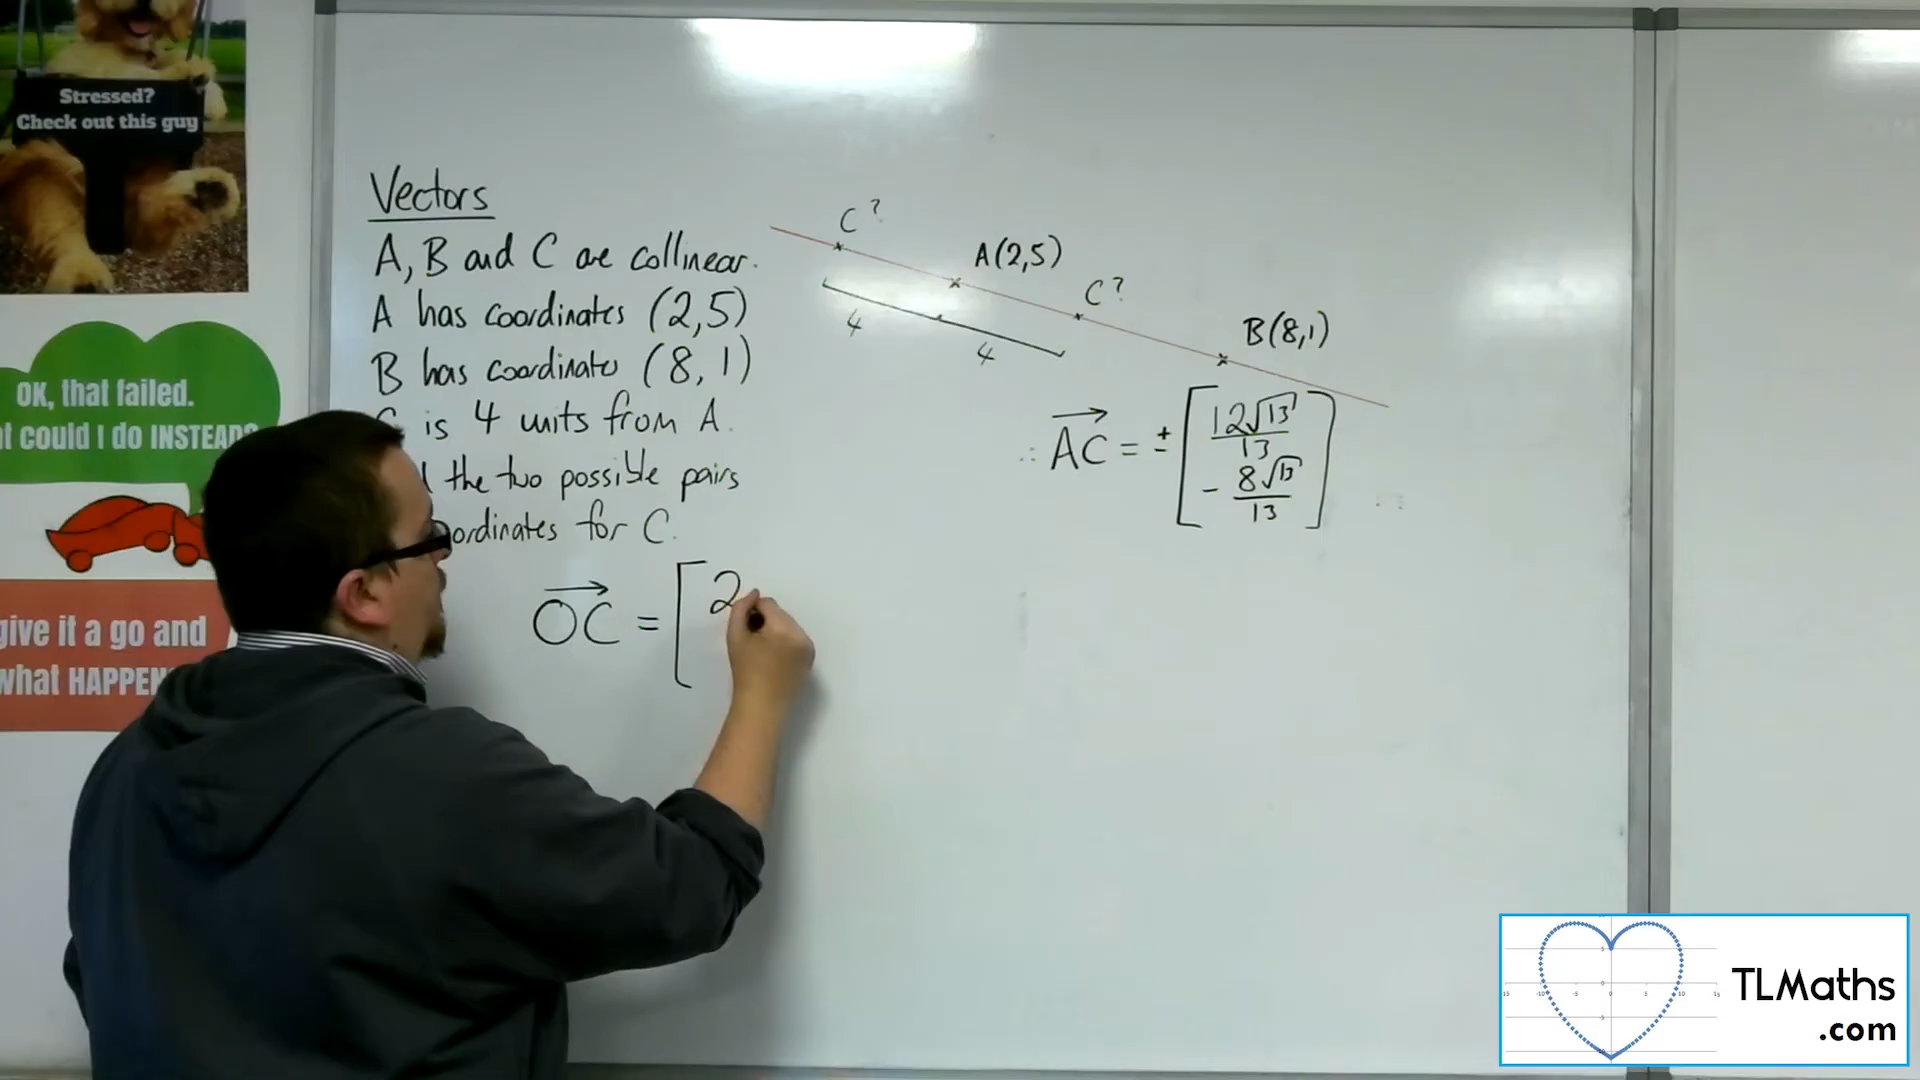 Stressed?
Check out this guy
OK, that failed.
could I do INSTEAD?
give it a go and
what HAPPEN
Vectors
A, B and C are collinear.
A has coordinates (2,5)
B has coordinates (8,1)
is 4 units from A.
the two possible pairs
ordinates for C.
OC = [2
C?
A(2,5)
C?
B(8,1)
4
4
∴ AC = ± [12√13/13
- 8√13/13]
TLMaths
.com